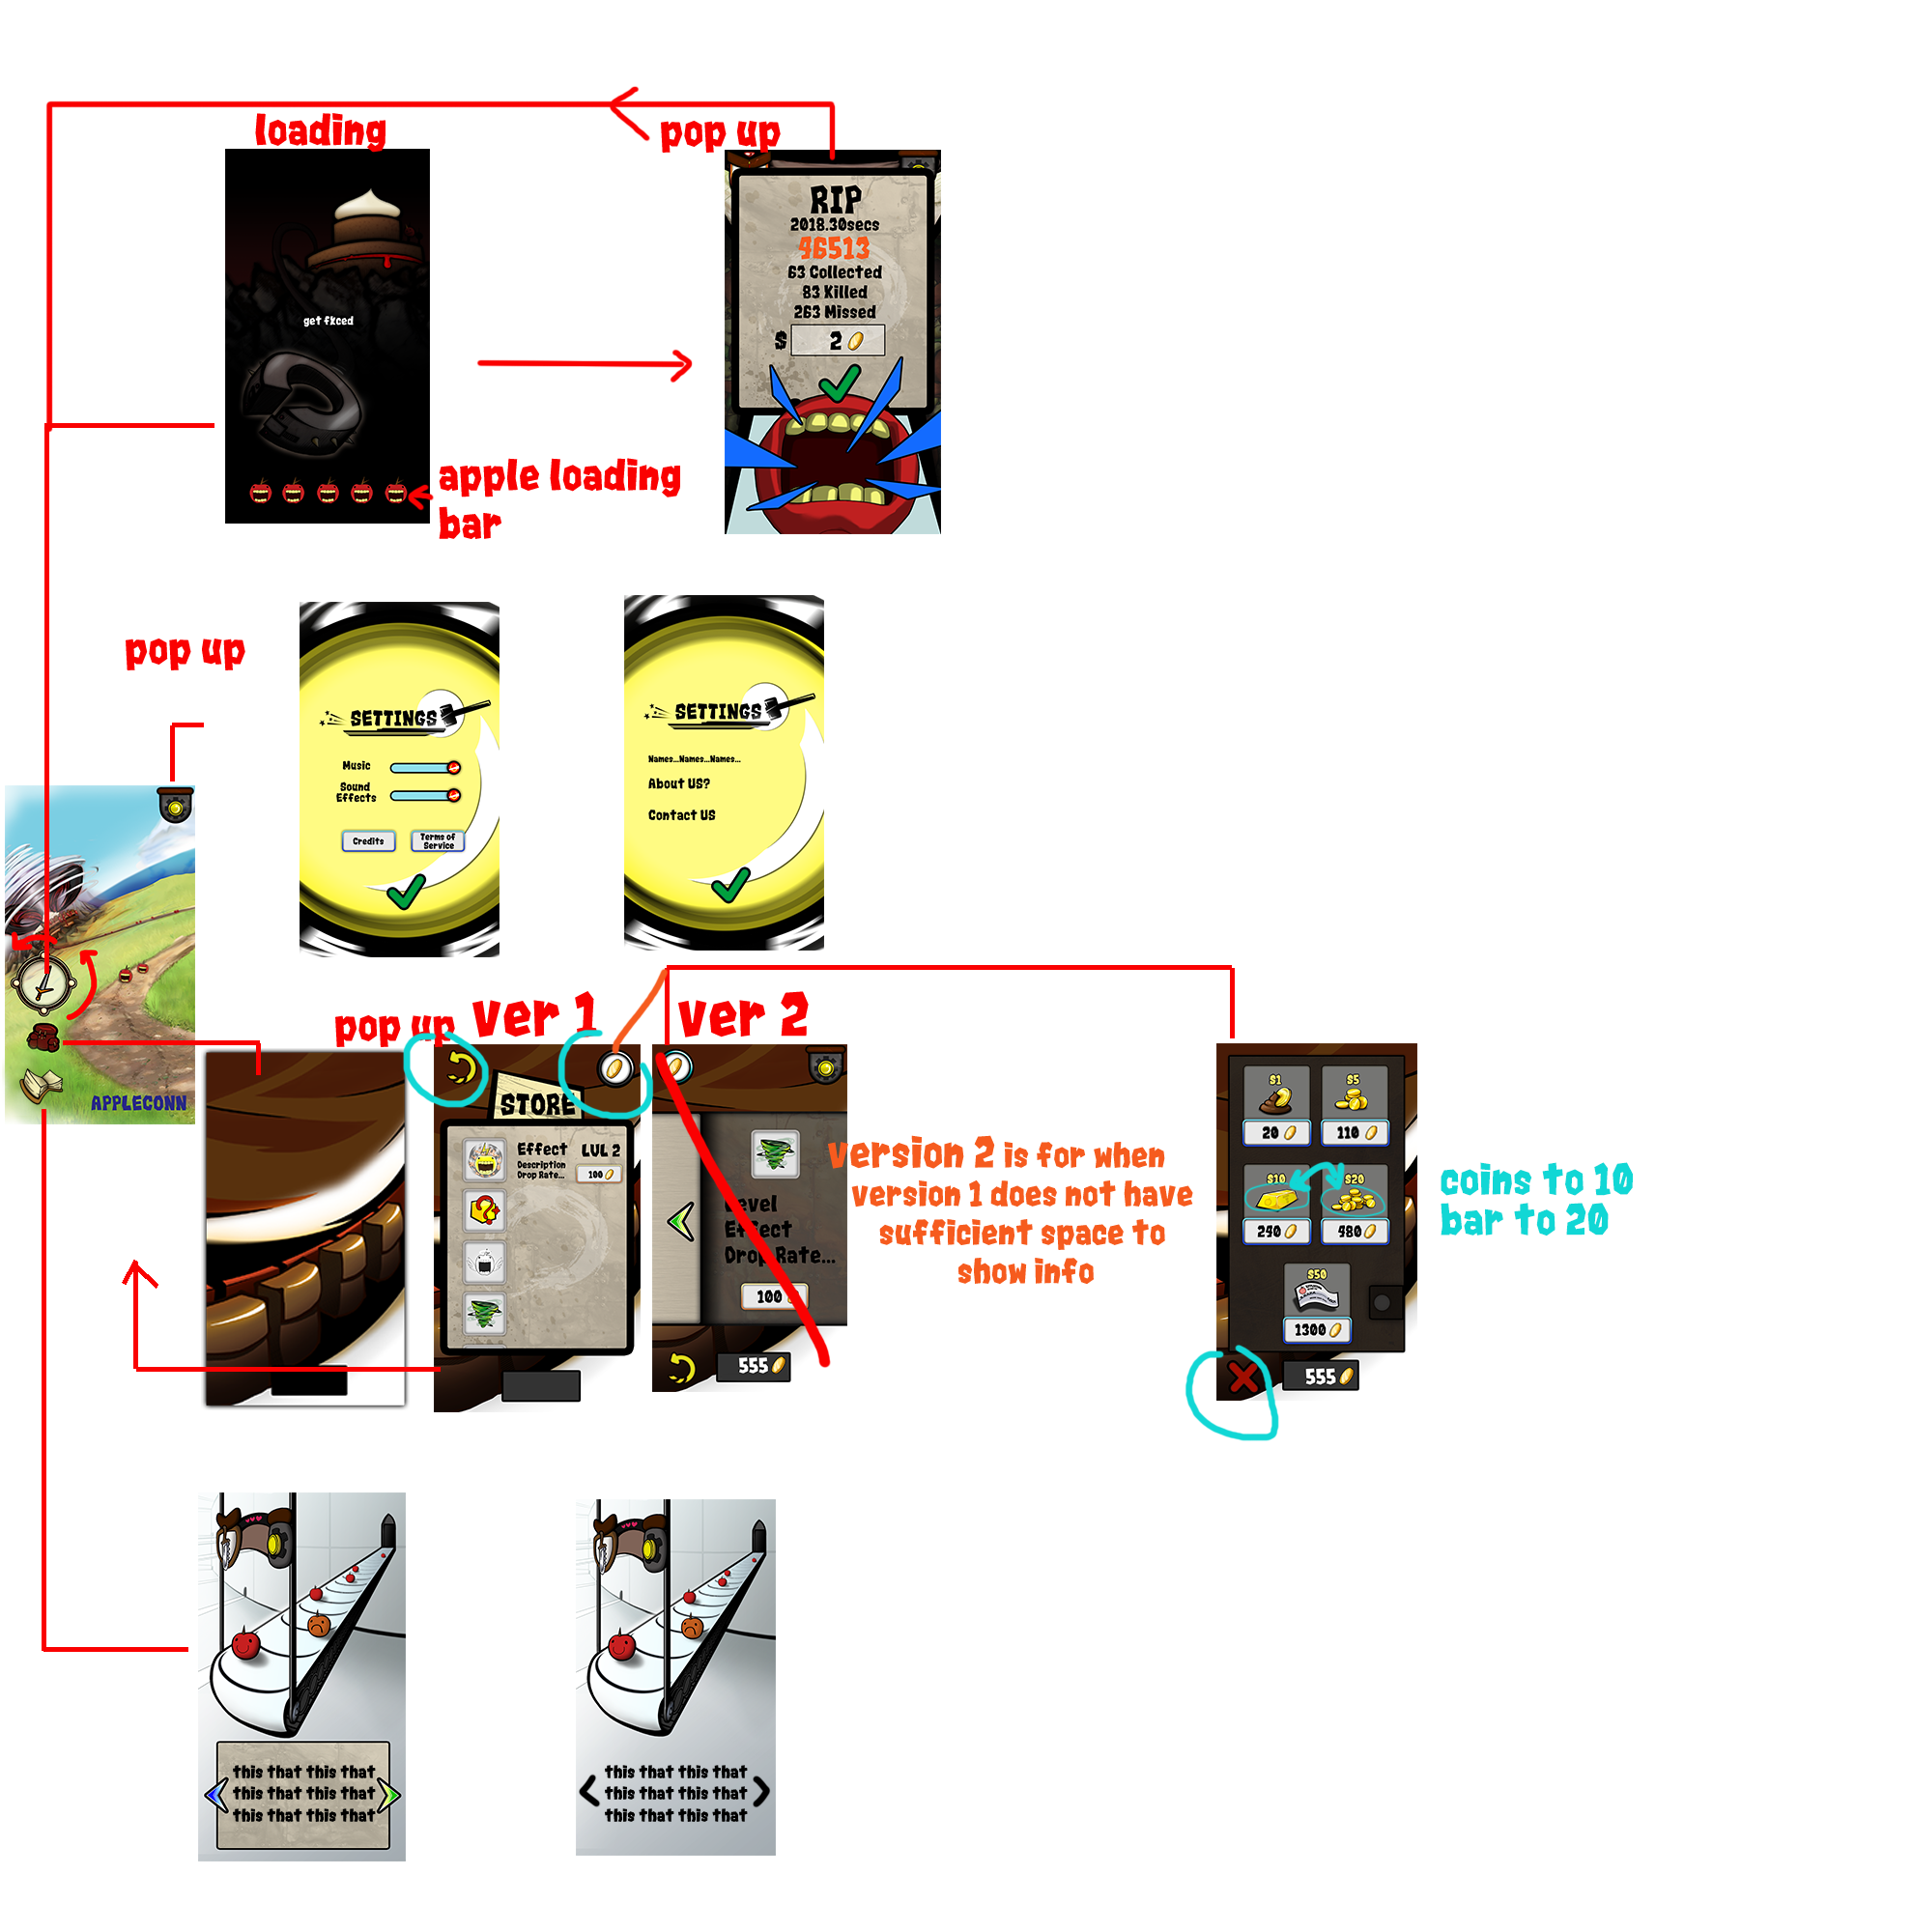 loading
get fkced
apple loading
bar
pop up
RIP
2018.30secs
46513
63 Collected
83 Killed
263 Missed
$ 2
pop up
SETTINGS
Music
Sound
Effects
Credits
Terms of
Service
SETTINGS
Names...Names...Names...
About US?
Contact US
APPLECONN
pop up
ver 1
STORE
Effect
LVL 2
Description
Drop Rate...
100
ver 2
Level
Effect
Drop Rate...
100
555
version 2 is for when
version 1 does not have
sufficient space to
show info
$1
$5
20
110
$10
$20
240
480
$50
1300
555
coins to 10
bar to 20
this that this that
this that this that
this that this that
this that this that
this that this that
this that this that